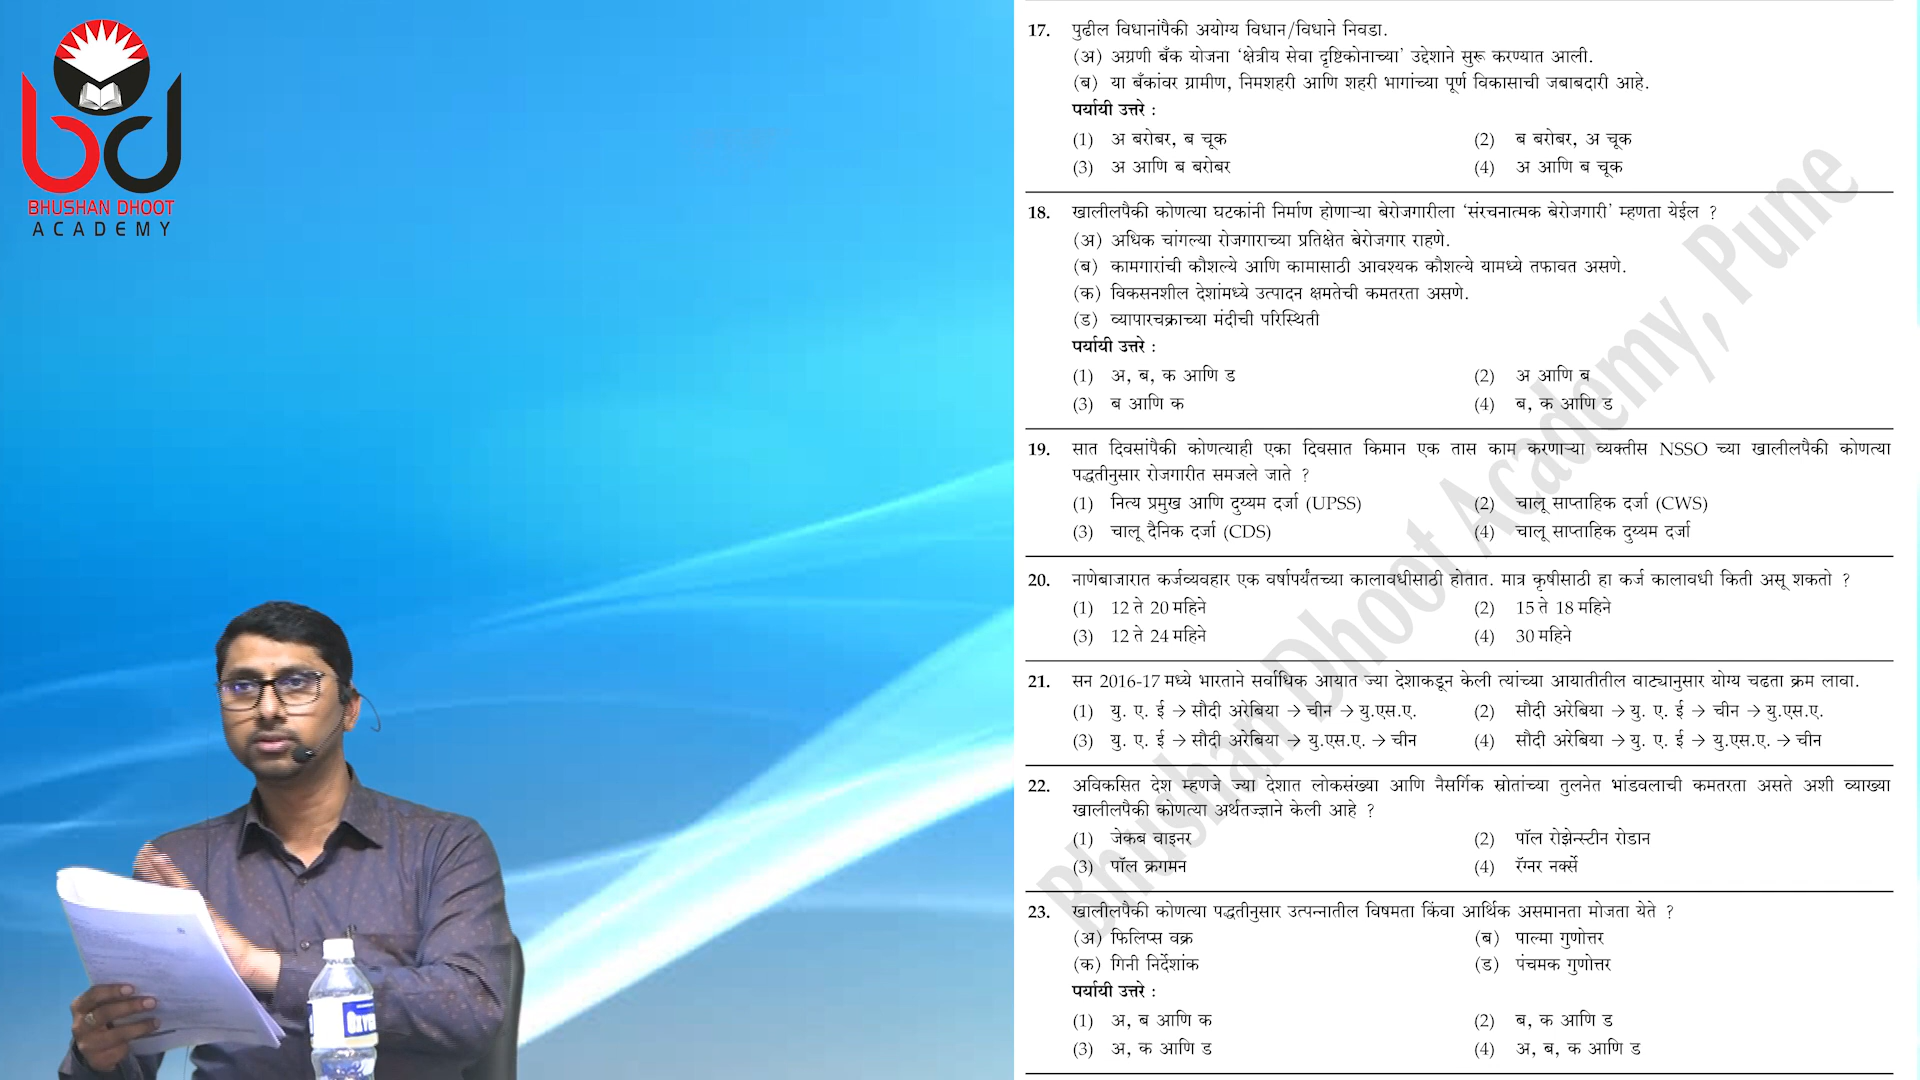 BHUSHAN DHOOT
ACADEMY
17. पुढील विधानांपैकी अयोग्य विधान/विधाने निवडा.
(अ) अग्रणी बँक योजना 'क्षेत्रीय सेवा दृष्टिकोनाच्या' उद्देशाने सुरू करण्यात आली.
(ब) या बँकांवर ग्रामीण, निमशहरी आणि शहरी भागांच्या पूर्ण विकासाची जबाबदारी आहे.
पर्यायी उत्तरे :
(1) अ बरोबर, ब चूक (2) ब बरोबर, अ चूक
(3) अ आणि ब बरोबर (4) अ आणि ब चूक
18. खालीलपैकी कोणत्या घटकांनी निर्माण होणाऱ्या बेरोजगारीला 'संरचनात्मक बेरोजगारी' म्हणता येईल ?
(अ) अधिक चांगल्या रोजगाराच्या प्रतिक्षेत बेरोजगार राहणे.
(ब) कामगारांची कौशल्ये आणि कामासाठी आवश्यक कौशल्ये यामध्ये तफावत असणे.
(क) विकसनशील देशांमध्ये उत्पादन क्षमतेची कमतरता असणे.
(ड) व्यापारचक्राच्या मंदीची परिस्थिती
पर्यायी उत्तरे :
(1) अ, ब, क आणि ड (2) अ आणि ब
(3) ब आणि क (4) ब, क आणि ड
19. सात दिवसांपैकी कोणत्याही एका दिवसात किमान एक तास काम करणाऱ्या व्यक्तीस NSSO च्या खालीलपैकी कोणत्या
पद्धतीनुसार रोजगारीत समजले जाते ?
(1) नित्य प्रमुख आणि दुय्यम दर्जा (UPSS) (2) चालू साप्ताहिक दर्जा (CWS)
(3) चालू दैनिक दर्जा (CDS) (4) चालू साप्ताहिक दुय्यम दर्जा
20. नाणेबाजारात कर्जव्यवहार एक वर्षापर्यंतच्या कालावधीसाठी होतात. मात्र कृषीसाठी हा कर्ज कालावधी किती असू शकतो ?
(1) 12 ते 20 महिने (2) 15 ते 18 महिने
(3) 12 ते 24 महिने (4) 30 महिने
21. सन 2016-17 मध्ये भारताने सर्वाधिक आयात ज्या देशाकडून केली त्यांच्या आयातीतील वाट्यानुसार योग्य चढता क्रम लावा.
(1) यु. ए. ई → सौदी अरेबिया → चीन → यु.एस.ए. (2) सौदी अरेबिया → यु. ए. ई → चीन → यु.एस.ए.
(3) यु. ए. ई → सौदी अरेबिया → यु.एस.ए. → चीन (4) सौदी अरेबिया → यु. ए. ई → यु.एस.ए. → चीन
22. अविकसित देश म्हणजे ज्या देशात लोकसंख्या आणि नैसर्गिक स्रोतांच्या तुलनेत भांडवलाची कमतरता असते अशी व्याख्या
खालीलपैकी कोणत्या अर्थतज्ज्ञाने केली आहे ?
(1) जेकब वाइनर (2) पॉल रोझेन्स्टीन रोडान
(3) पॉल क्रगमन (4) रॅग्नर नर्क्से
23. खालीलपैकी कोणत्या पद्धतीनुसार उत्पन्नातील विषमता किंवा आर्थिक असमानता मोजता येते ?
(अ) फिलिप्स वक्र (ब) पाल्मा गुणोत्तर
(क) गिनी निर्देशांक (ड) पंचमक गुणोत्तर
पर्यायी उत्तरे :
(1) अ, ब आणि क (2) ब, क आणि ड
(3) अ, क आणि ड (4) अ, ब, क आणि ड
Bhushan Dhoot Academy, Pune